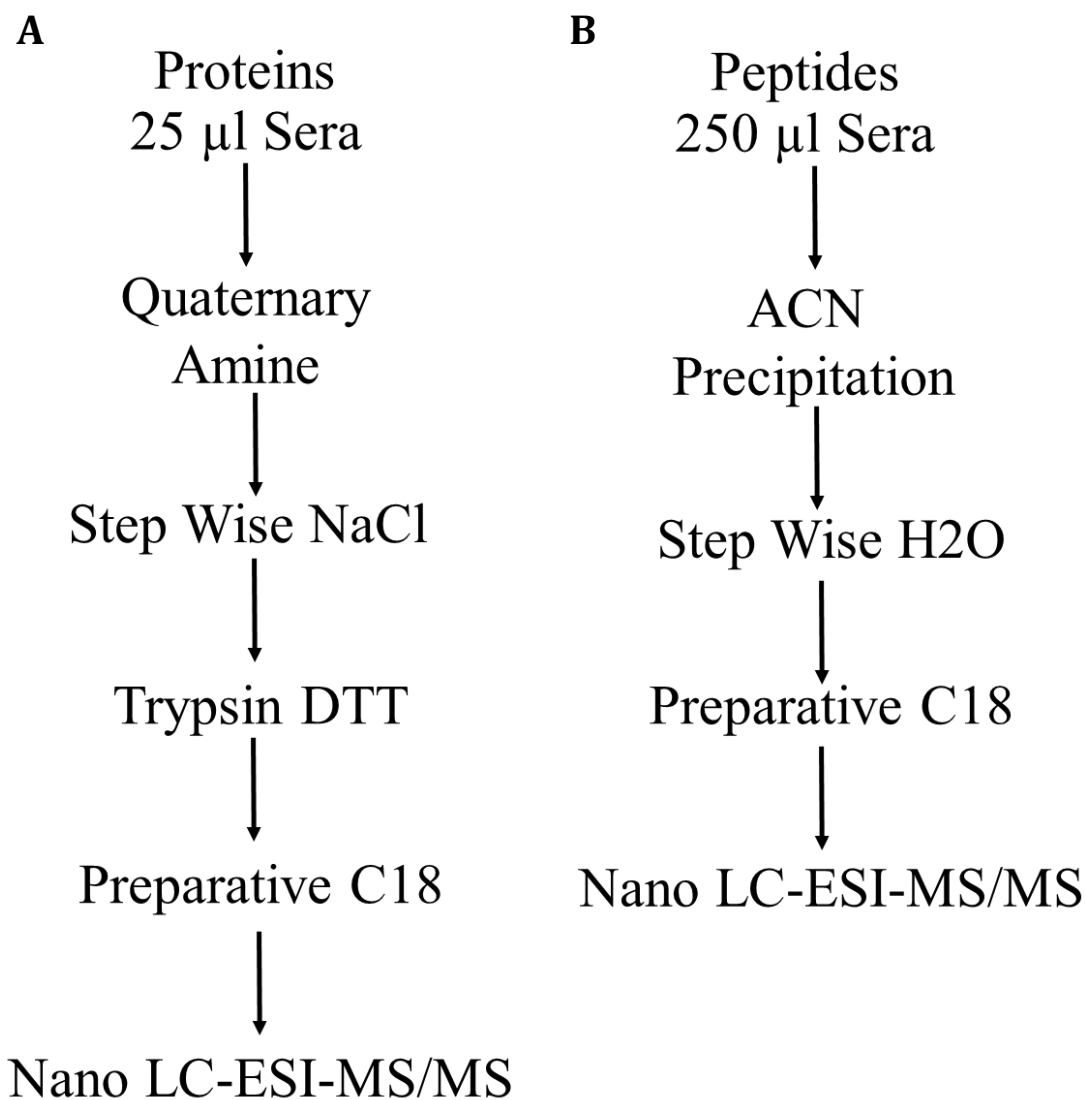 A
Proteins
25 µl Sera
Quaternary
Amine
Step Wise NaCl
Trypsin DTT
Preparative C18
Nano LC-ESI-MS/MS
B
Peptides
250 µl Sera
ACN
Precipitation
Step Wise H2O
Preparative C18
Nano LC-ESI-MS/MS